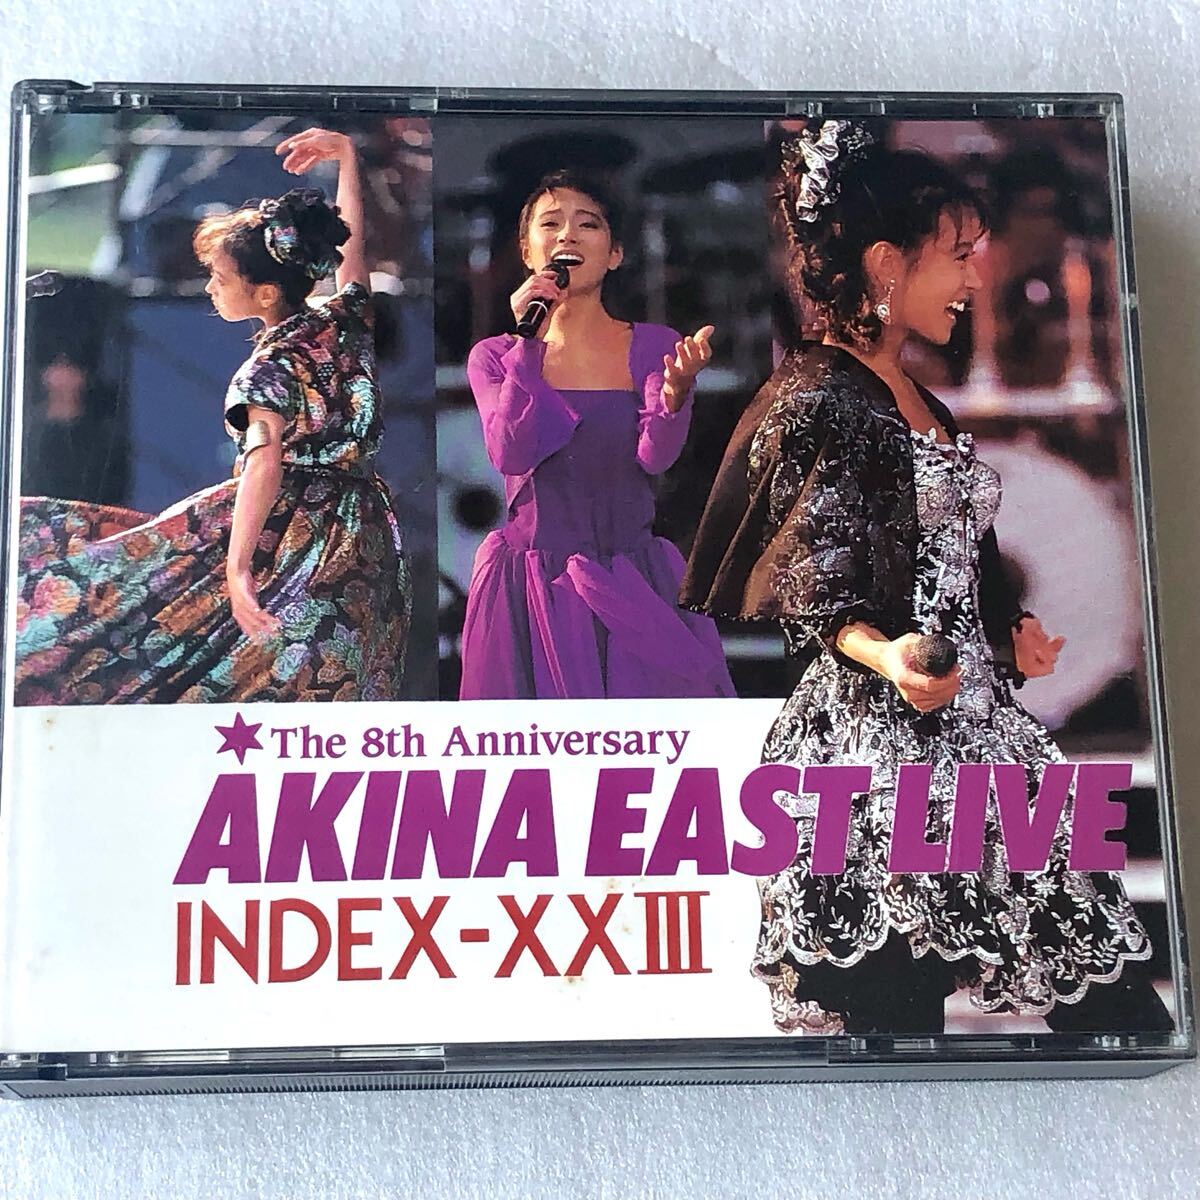 The 8th Anniversary
AKINA EAST LIVE
INDEX-XXIII